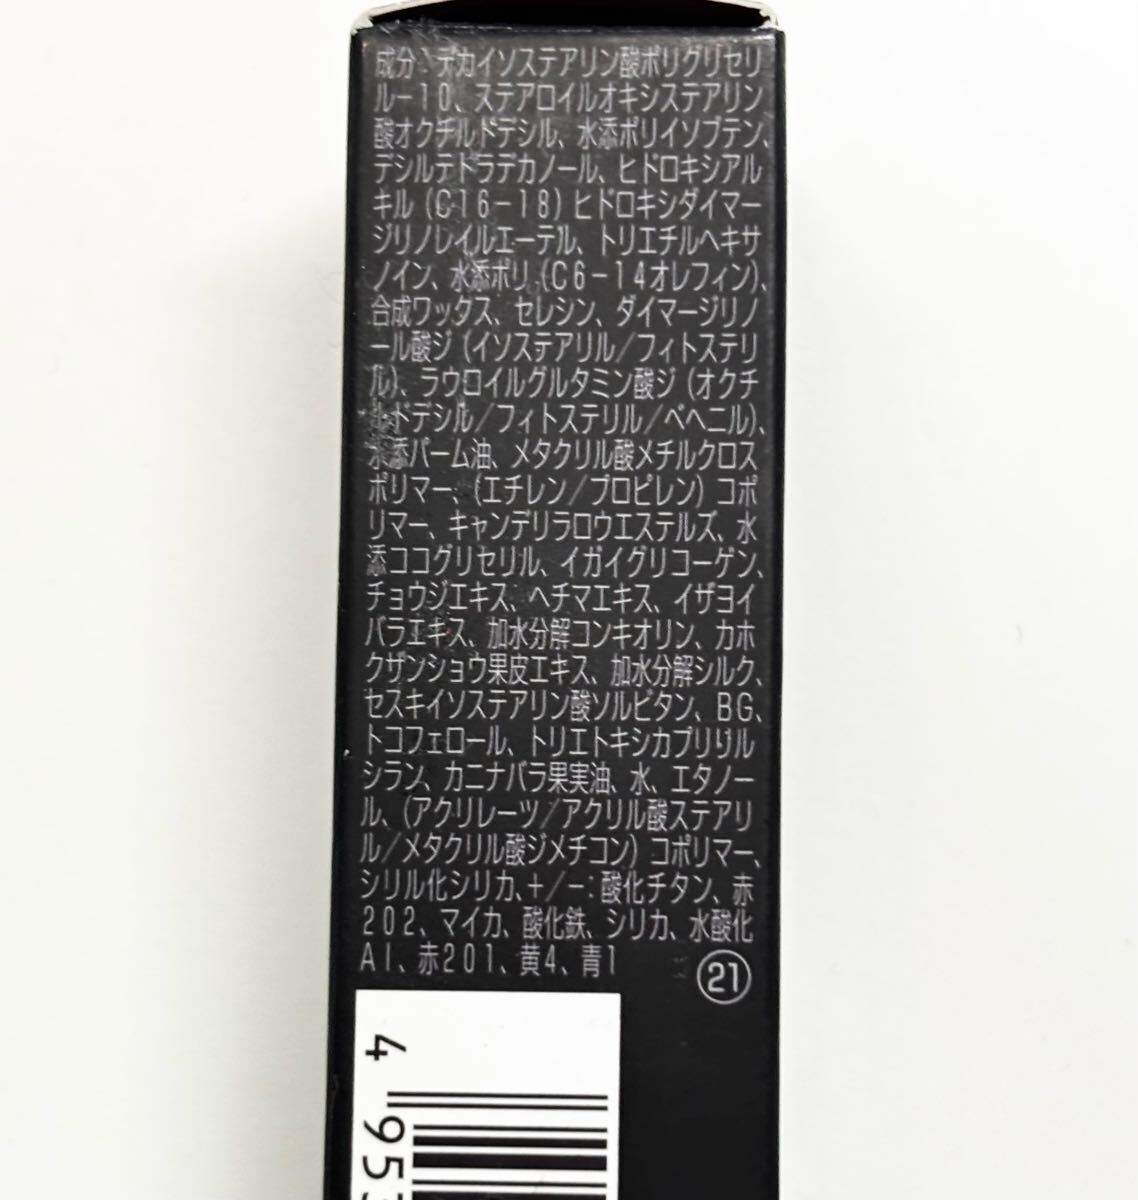 成分:デカイソステアリン酸ポリグリセリ
ル-10、ステアロイルオキシステアリン
酸オクチルドデシル、水添ポリイソブテン、
デシルテトラデカノール、ヒドロキシアル
キル(C16-18)ヒドロキシダイマー
ジリノレイルエーテル、トリエチルヘキサ
ノイン、水添ポリ(C6-14オレフィン)、
合成ワックス、セレシン、ダイマージリノ
ール酸ジ(イソステアリル/フィトステリ
ル)、ラウロイルグルタミン酸ジ(オクチ
ルドデシル/フィトステリル/ベヘニル)、
水添パーム油、メタクリル酸メチルクロス
ポリマー、(エチレン/プロピレン)コポ
リマー、キャンデリラロウエステルズ、水
添ココグリセリル、イガイグリコーゲン、
チョウジエキス、ヘチマエキス、イザヨイ
バラエキス、加水分解コンキオリン、カホ
クザンショウ果皮エキス、加水分解シルク、
セスキイソステアリン酸ソルビタン、BG、
トコフェロール、トリエトキシカプリリル
シラン、カニナバラ果実油、水、エタノー
ル、(アクリレーツ/アクリル酸ステアリ
ル/メタクリル酸ジメチコン)コポリマー、
シリル化シリカ、+/-:酸化チタン、赤
202、マイカ、酸化鉄、シリカ、水酸化
Al、赤201、黄4、青1
21
4
953